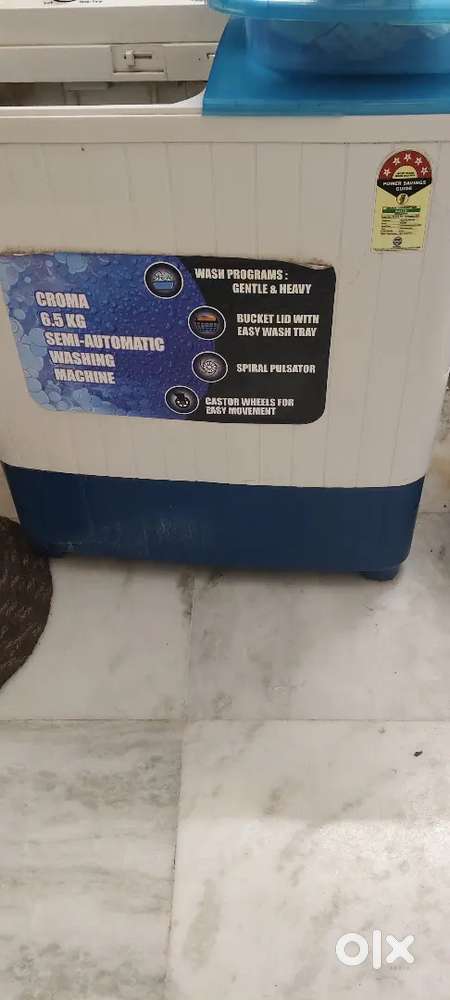 POWER SAVINGS
GUIDE
WASH PROGRAMS :
GENTLE & HEAVY
CROMA
6.5 KG
SEMI-AUTOMATIC
WASHING
MACHINE
BUCKET LID WITH
EASY WASH TRAY
SPIRAL PULSATOR
CASTOR WHEELS FOR
EASY MOVEMENT
olx